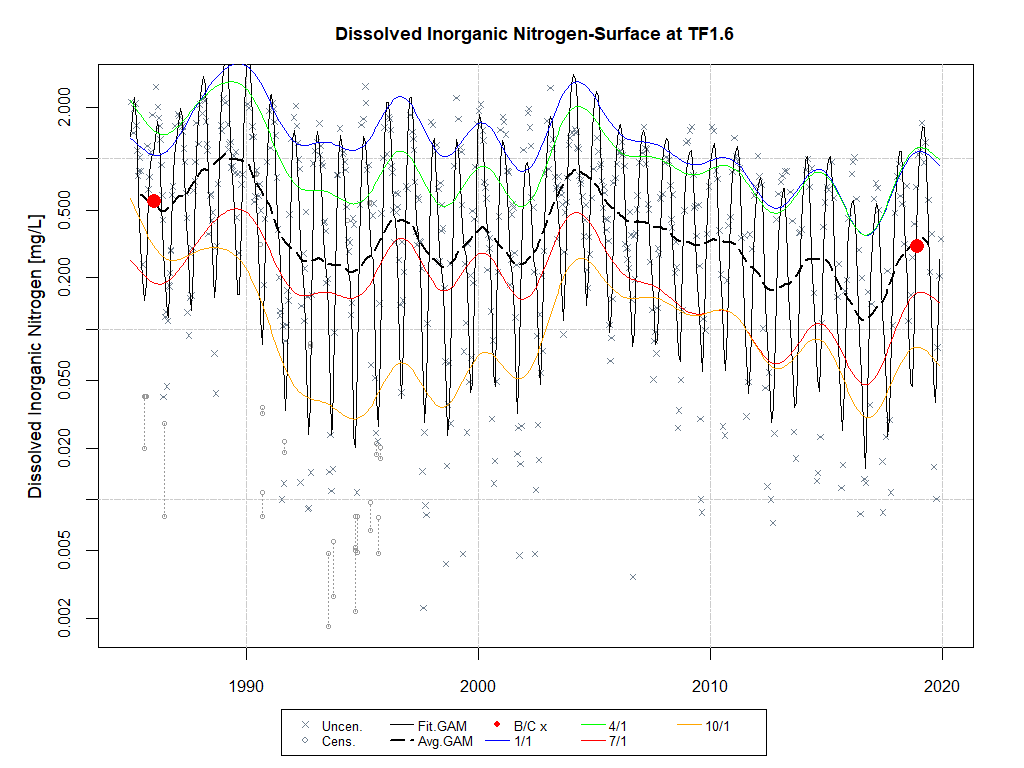 Dissolved Inorganic Nitrogen-Surface at TF1.6
Dissolved Inorganic Nitrogen [mg/L]
2.000
0.500
0.200
0.050
0.020
0.005
0.002
1990 2000 2010 2020
Uncen. Fit.GAM B/C x 4/1 10/1
Cens. Avg.GAM 1/1 7/1